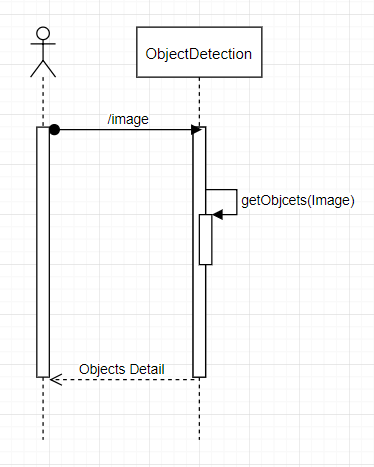 ObjectDetection
/image
getObjcets(Image)
Objects Detail